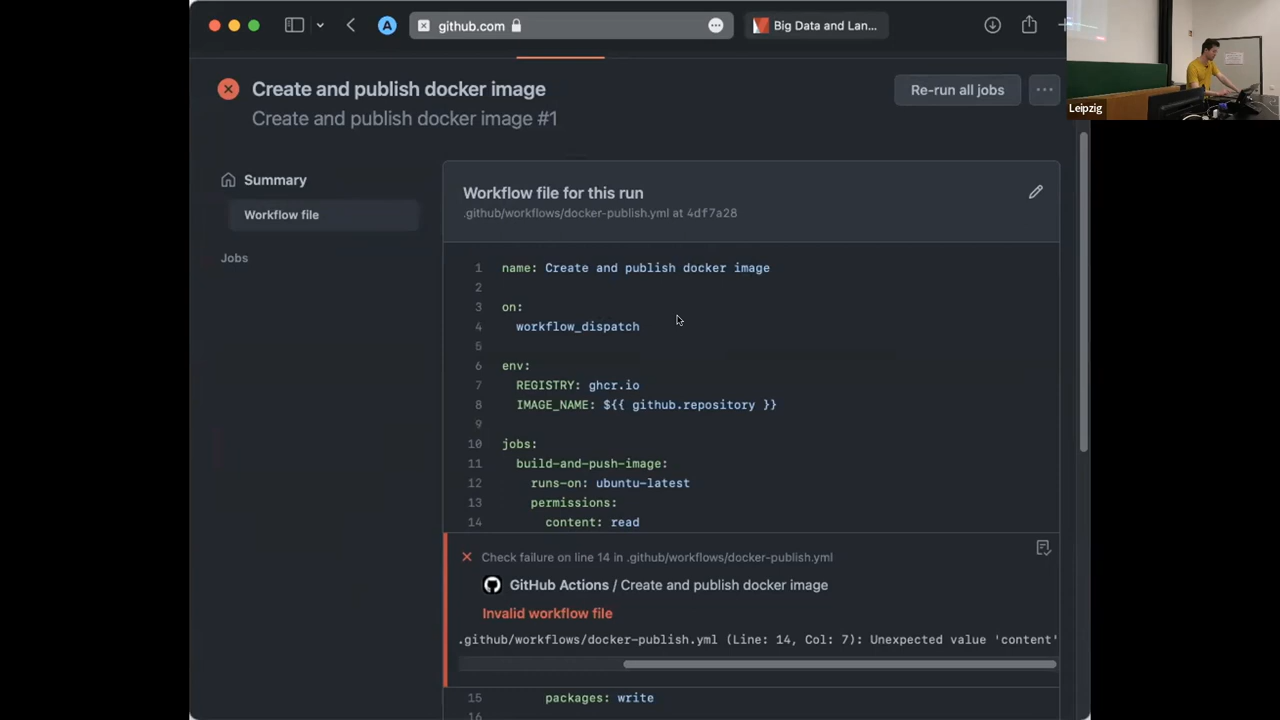 github.com
Big Data and Lan...
Leipzig
Create and publish docker image
Create and publish docker image #1
Re-run all jobs
Summary
Workflow file
Jobs
Workflow file for this run
.github/workflows/docker-publish.yml at 4df7a28
1 name: Create and publish docker image
2
3 on:
4 workflow_dispatch
5
6 env:
7 REGISTRY: ghcr.io
8 IMAGE_NAME: ${{ github.repository }}
9
10 jobs:
11 build-and-push-image:
12 runs-on: ubuntu-latest
13 permissions:
14 content: read
Check failure on line 14 in .github/workflows/docker-publish.yml
GitHub Actions / Create and publish docker image
Invalid workflow file
.github/workflows/docker-publish.yml (Line: 14, Col: 7): Unexpected value 'content'
15 packages: write
16